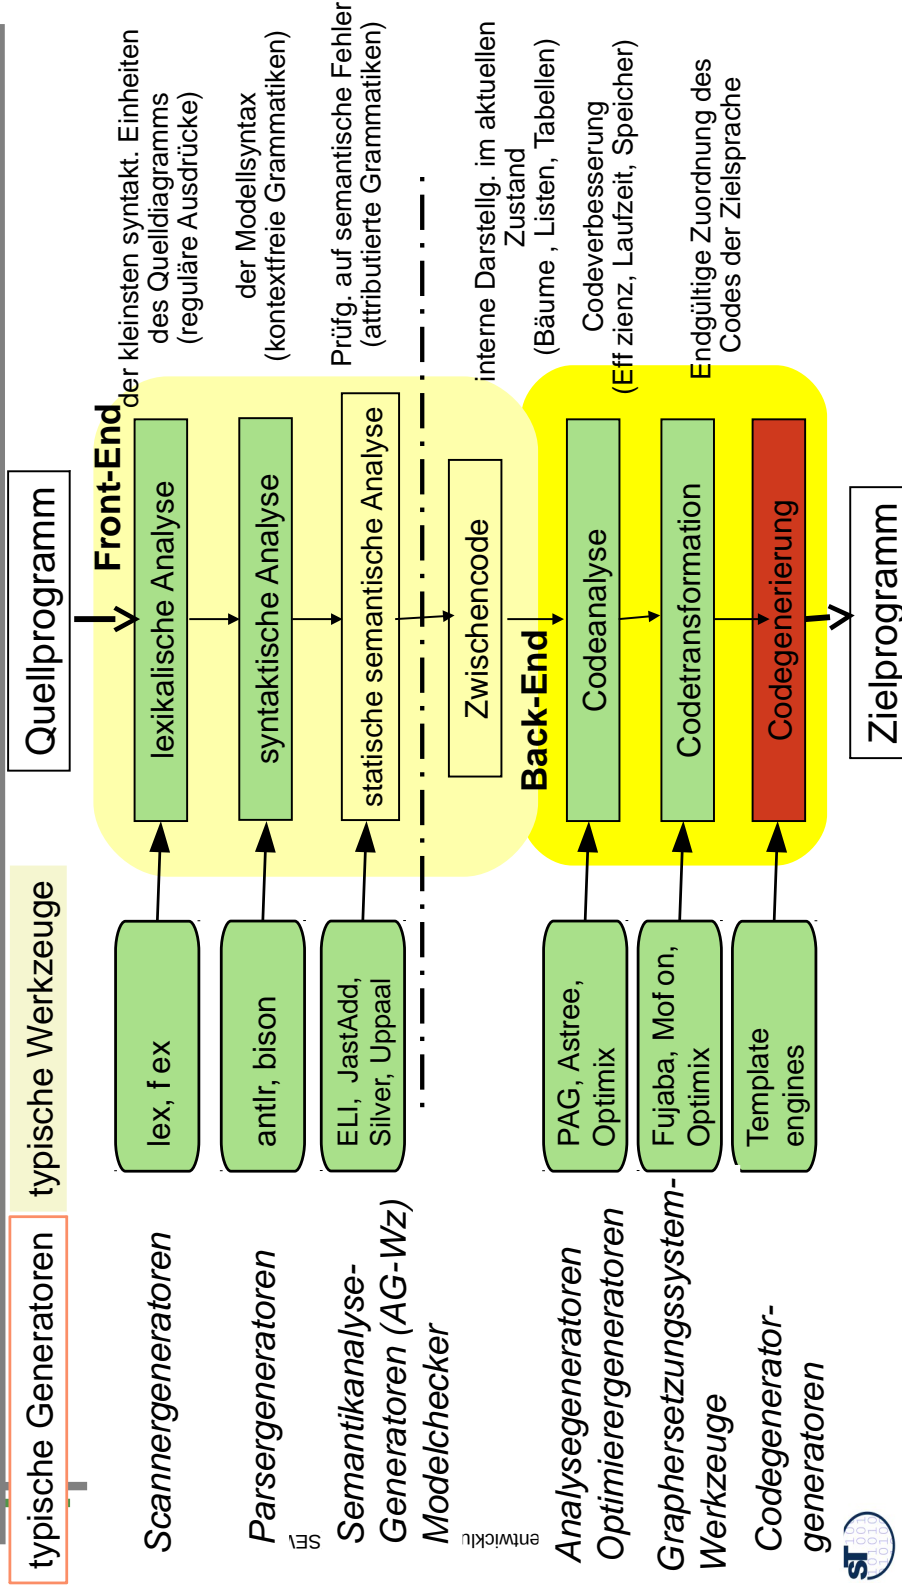 typische Generatoren
typische Werkzeuge
Quellprogramm
Front-End
Scannergeneratoren
lex, f ex
lexikalische Analyse
der kleinsten syntakt. Einheiten
des Quelldiagramms
(reguläre Ausdrücke)
Parsergeneratoren
antlr, bison
syntaktische Analyse
der Modellsyntax
(kontextfreie Grammatiken)
Semantikanalyse-
Generatoren (AG-Wz)
Modelchecker
ELI, JastAdd,
Silver, Uppaal
statische semantische Analyse
Prüfg. auf semantische Fehler
(attributierte Grammatiken)
Zwischencode
interne Darstellg. im aktuellen
Zustand
(Bäume , Listen, Tabellen)
Back-End
Analysegeneratoren
Optimierergeneratoren
PAG, Astree,
Optimix
Codeanalyse
Codeverbesserung
(Eff zienz, Laufzeit, Speicher)
Graphersetzungssystem-
Werkzeuge
Fujaba, Mof on,
Optimix
Codetransformation
Endgültige Zuordnung des
Codes der Zielsprache
Codegenerator-
generatoren
Template
engines
Codegenerierung
Zielprogramm
entwicklu
ST